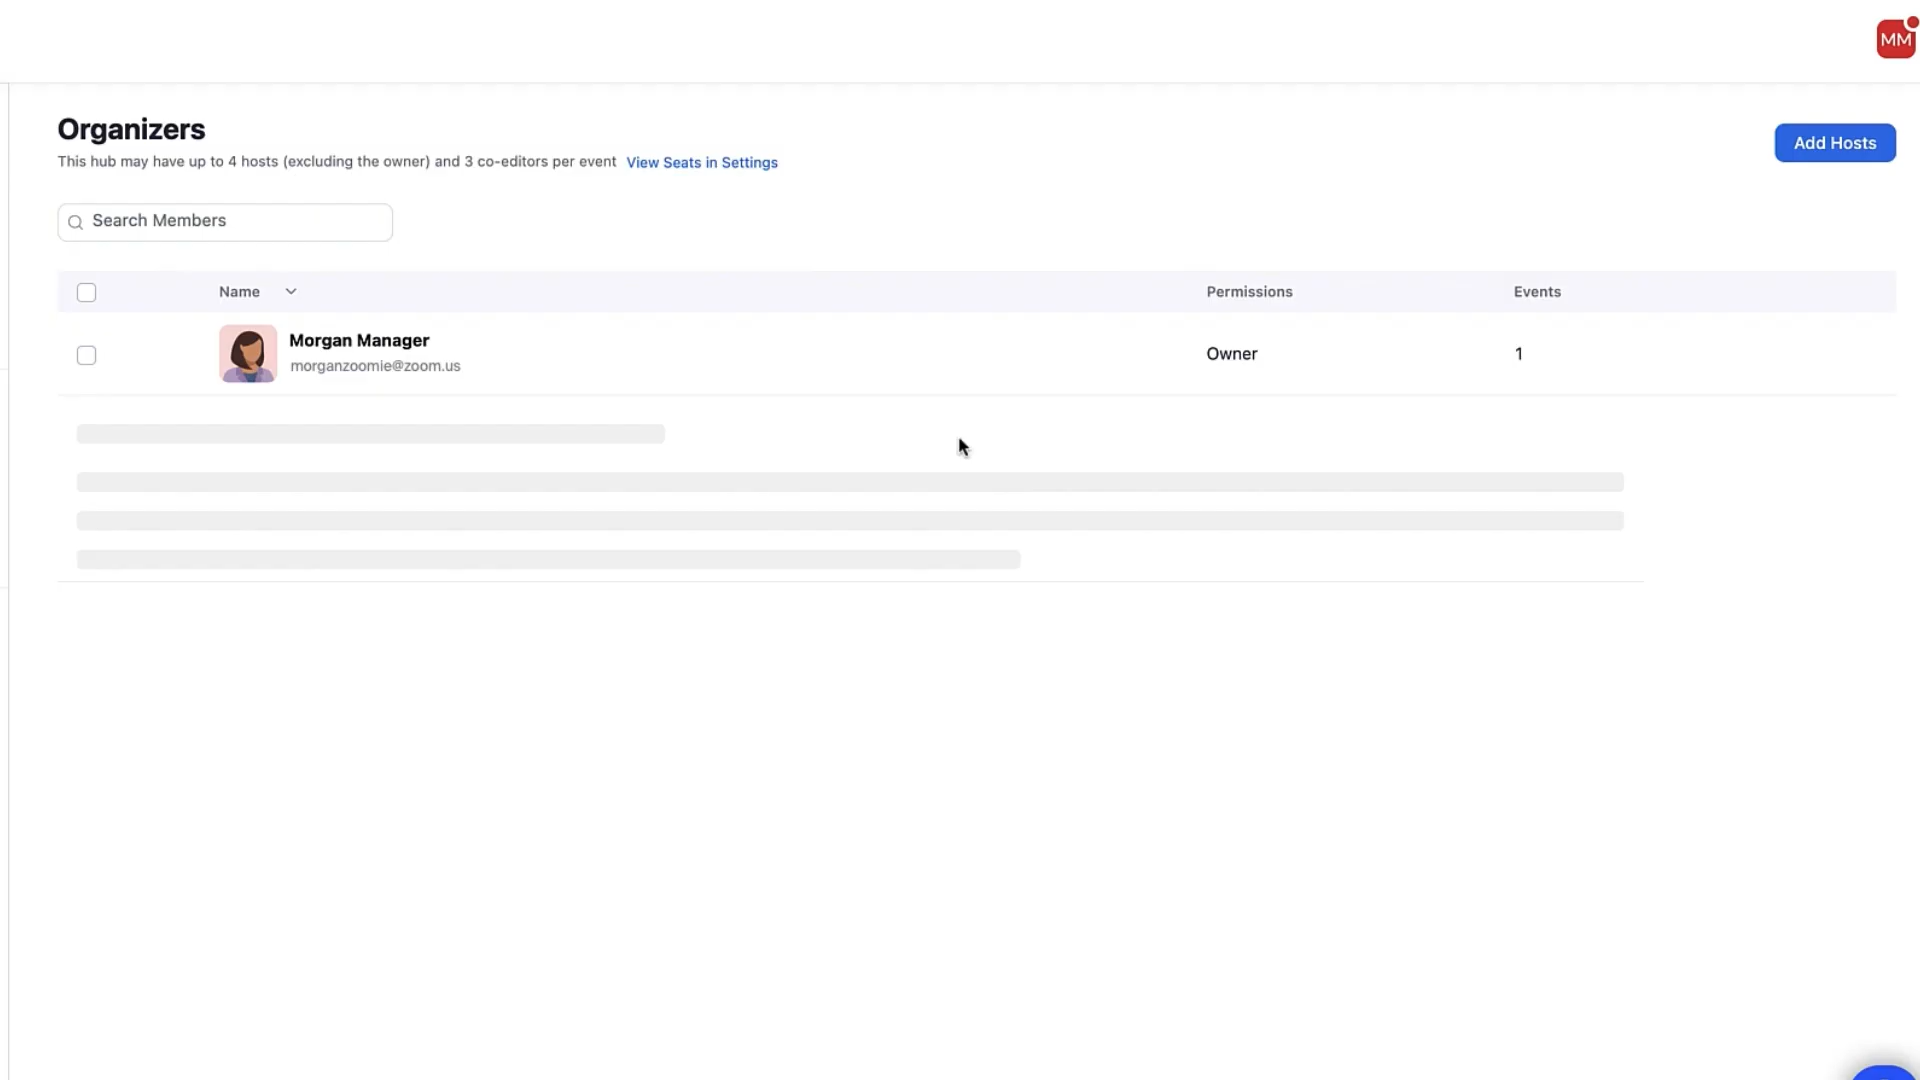 MM
Organizers
Add Hosts
This hub may have up to 4 hosts (excluding the owner) and 3 co-editors per event View Seats in Settings
Search Members
Name Permissions Events
Morgan Manager
Owner 1
morganzoomie@zoom.us